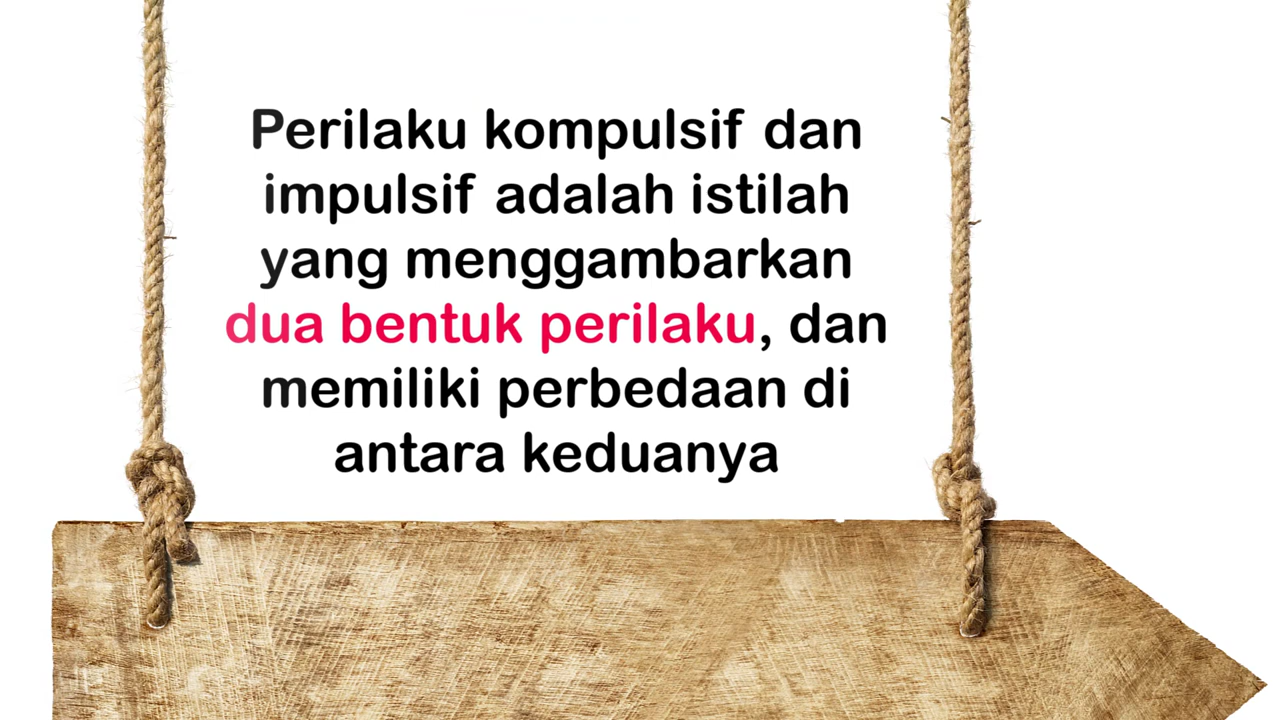 Perilaku kompulsif dan
impulsif adalah istilah
yang menggambarkan
dua bentuk perilaku, dan
memiliki perbedaan di
antara keduanya